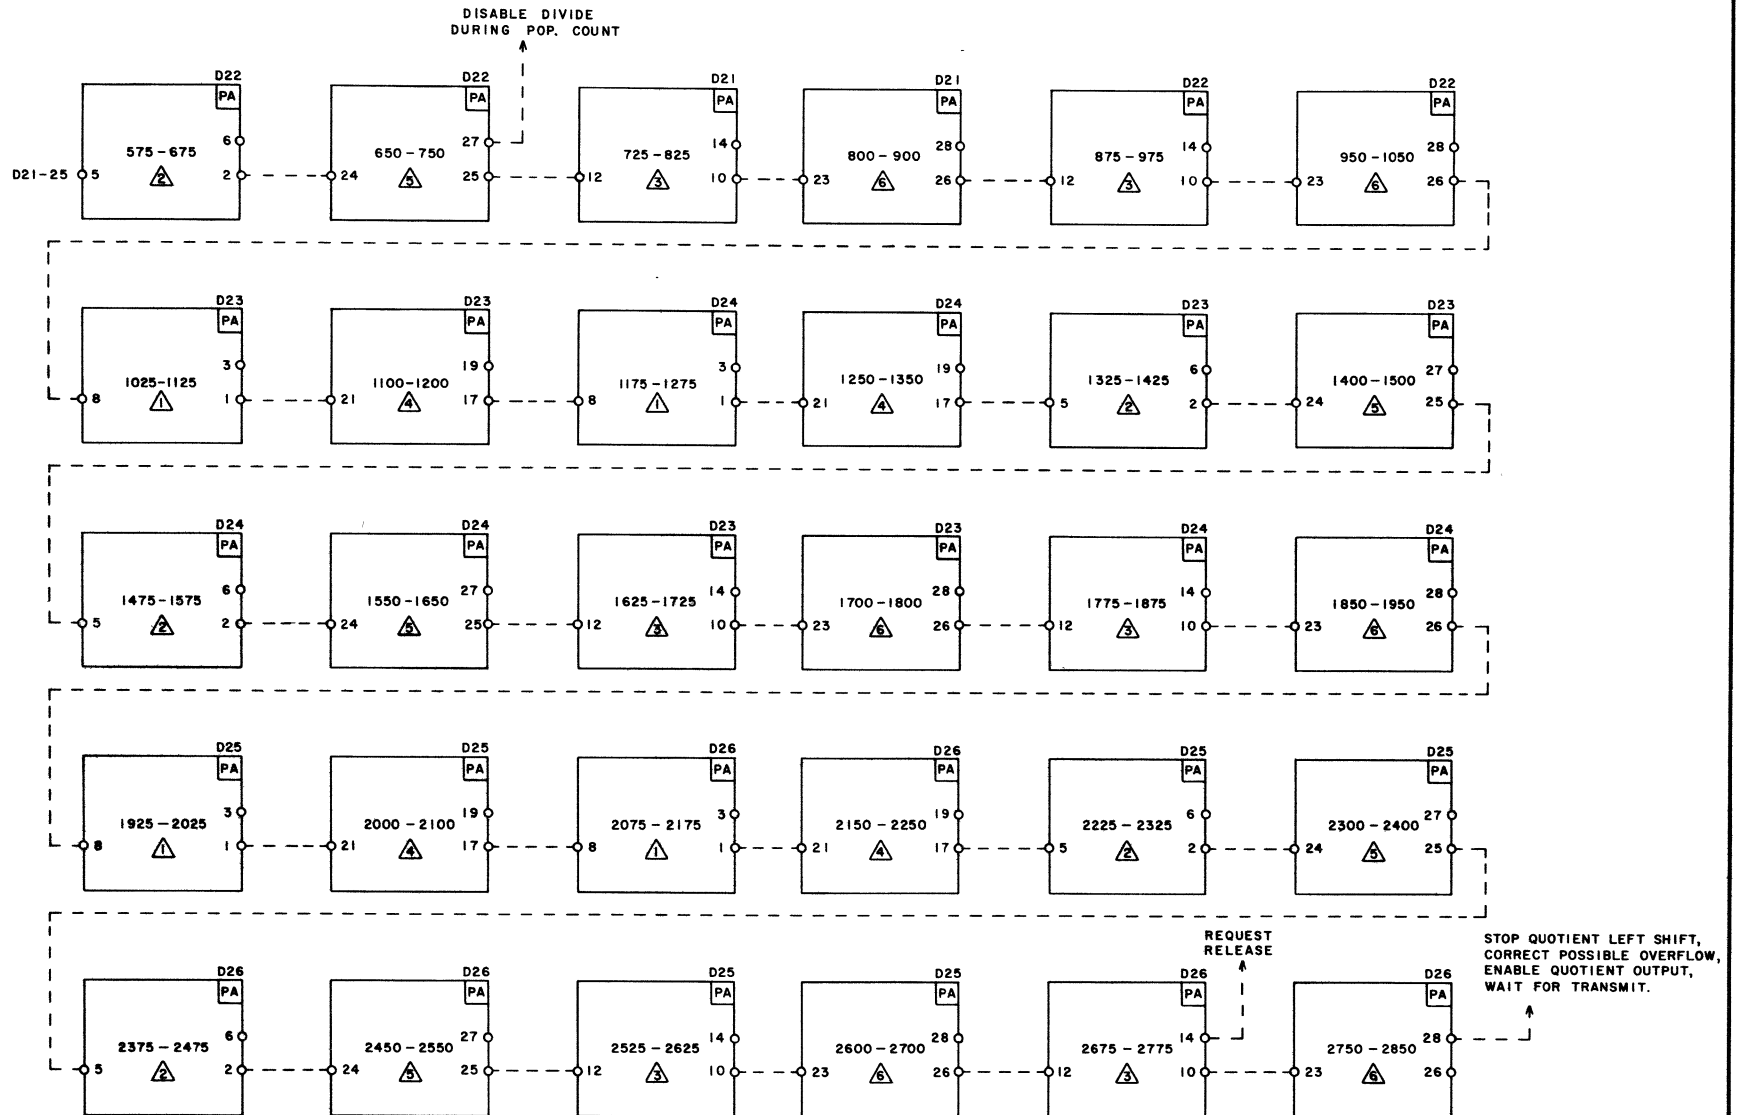 DISABLE DIVIDE
DURING POP. COUNT
D22 D22 D21 D21 D22 D22
PA PA PA PA PA PA
6 27 14 28 14 28
575-675 650-750 725-825 800-900 875-975 950-1050
D21-25 5 2 2 24 5 25 12 3 10 23 6 26 12 3 10 23 6 26
D23 D23 D24 D24 D23 D23
PA PA PA PA PA PA
3 19 3 19 6 27
1025-1125 1100-1200 1175-1275 1250-1350 1325-1425 1400-1500
8 1 1 21 4 17 8 1 1 21 4 17 5 2 2 24 5 25
D24 D24 D23 D23 D24 D24
PA PA PA PA PA PA
6 27 14 28 14 28
1475-1575 1550-1650 1625-1725 1700-1800 1775-1875 1850-1950
5 2 2 24 5 25 12 3 10 23 6 26 12 3 10 23 6 26
D25 D25 D26 D26 D25 D25
PA PA PA PA PA PA
3 19 3 19 6 27
1925-2025 2000-2100 2075-2175 2150-2250 2225-2325 2300-2400
8 1 1 21 4 17 8 1 1 21 4 17 5 2 2 24 5 25
REQUEST
RELEASE
STOP QUOTIENT LEFT SHIFT,
CORRECT POSSIBLE OVERFLOW,
ENABLE QUOTIENT OUTPUT,
WAIT FOR TRANSMIT.
D26 D26 D25 D25 D26 D26
PA PA PA PA PA PA
6 27 14 28 14 28
2375-2475 2450-2550 2525-2625 2600-2700 2675-2775 2750-2850
5 2 2 24 5 25 12 3 10 23 6 26 12 3 10 23 6 26